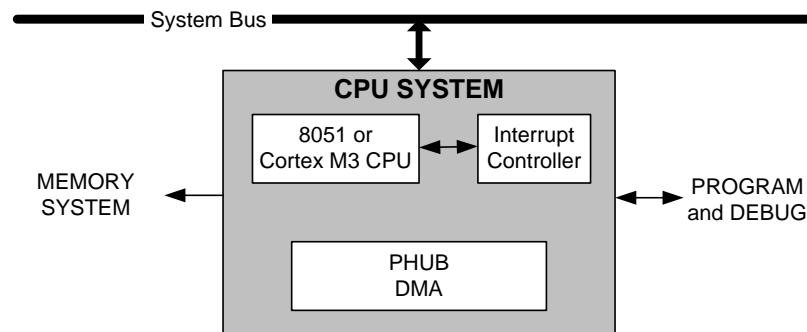 System Bus
CPU SYSTEM
8051 or
Cortex M3 CPU
Interrupt
Controller
MEMORY
SYSTEM
PROGRAM
and DEBUG
PHUB
DMA